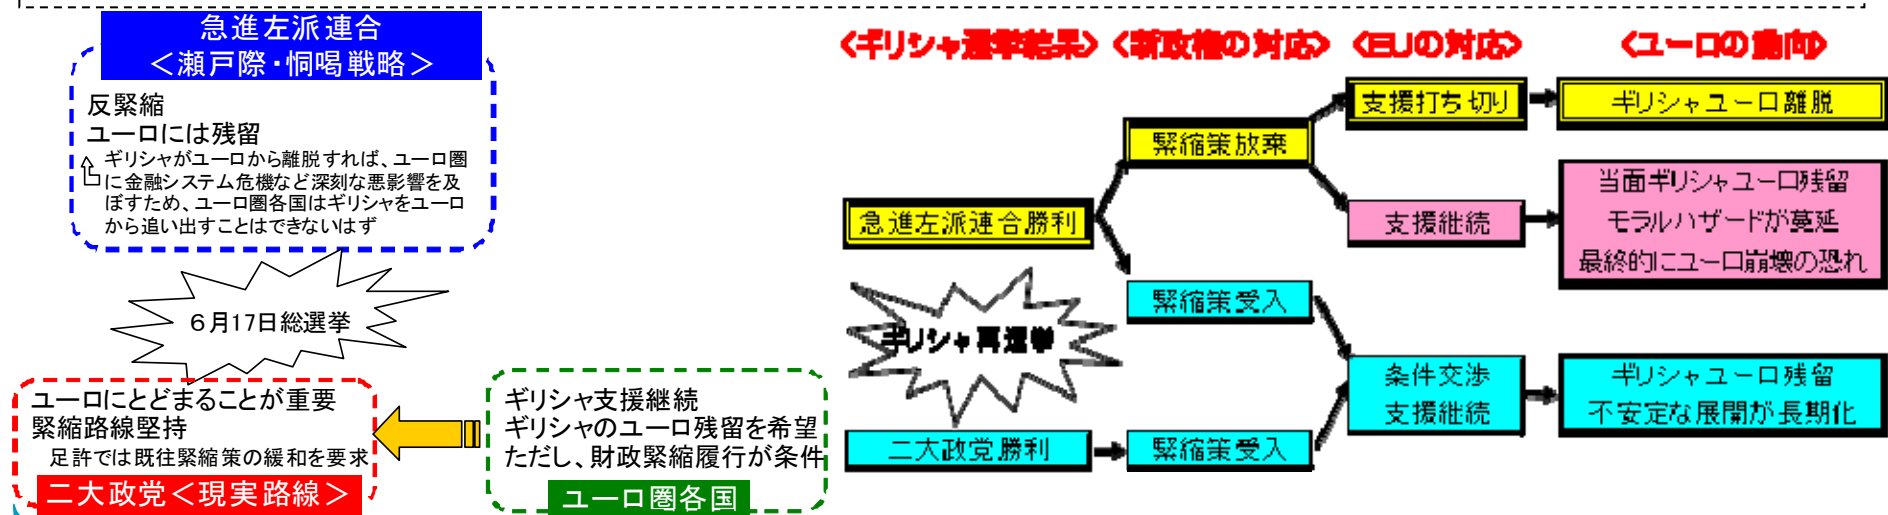 急進左派連合
＜瀬戸際・恫喝戦略＞
反緊縮
ユーロには残留
ギリシャがユーロから離脱すれば、ユーロ圏
に金融システム危機など深刻な悪影響を及
ぼすため、ユーロ圏各国はギリシャをユーロ
から追い出すことはできないはず
６月17日総選挙
ユーロにとどまることが重要
緊縮路線堅持
足許では既往緊縮策の緩和を要求
二大政党＜現実路線＞
ギリシャ支援継続
ギリシャのユーロ残留を希望
ただし、財政緊縮履行が条件
ユーロ圏各国
＜ギリシャ選挙結果＞
＜新政権の対応＞
＜EUの対応＞
＜ユーロの動向＞
急進左派連合勝利
緊縮策放棄
支援打ち切り
ギリシャユーロ離脱
支援継続
当面ギリシャユーロ残留
モラルハザードが蔓延
最終的にユーロ崩壊の恐れ
緊縮策受入
ギリシャ再選挙
二大政党勝利
緊縮策受入
条件交渉
支援継続
ギリシャユーロ残留
不安定な展開が長期化